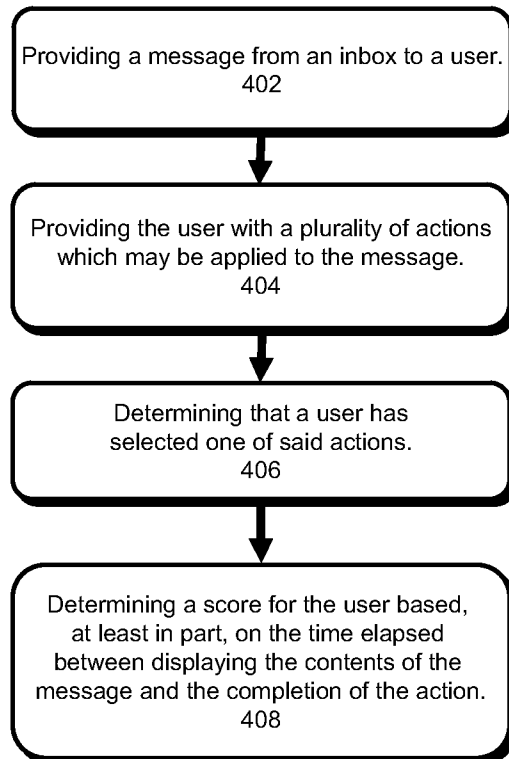 Providing a message from an inbox to a user.
402
Providing the user with a plurality of actions
which may be applied to the message.
404
Determining that a user has
selected one of said actions.
406
Determining a score for the user based,
at least in part, on the time elapsed
between displaying the contents of the
message and the completion of the action.
408